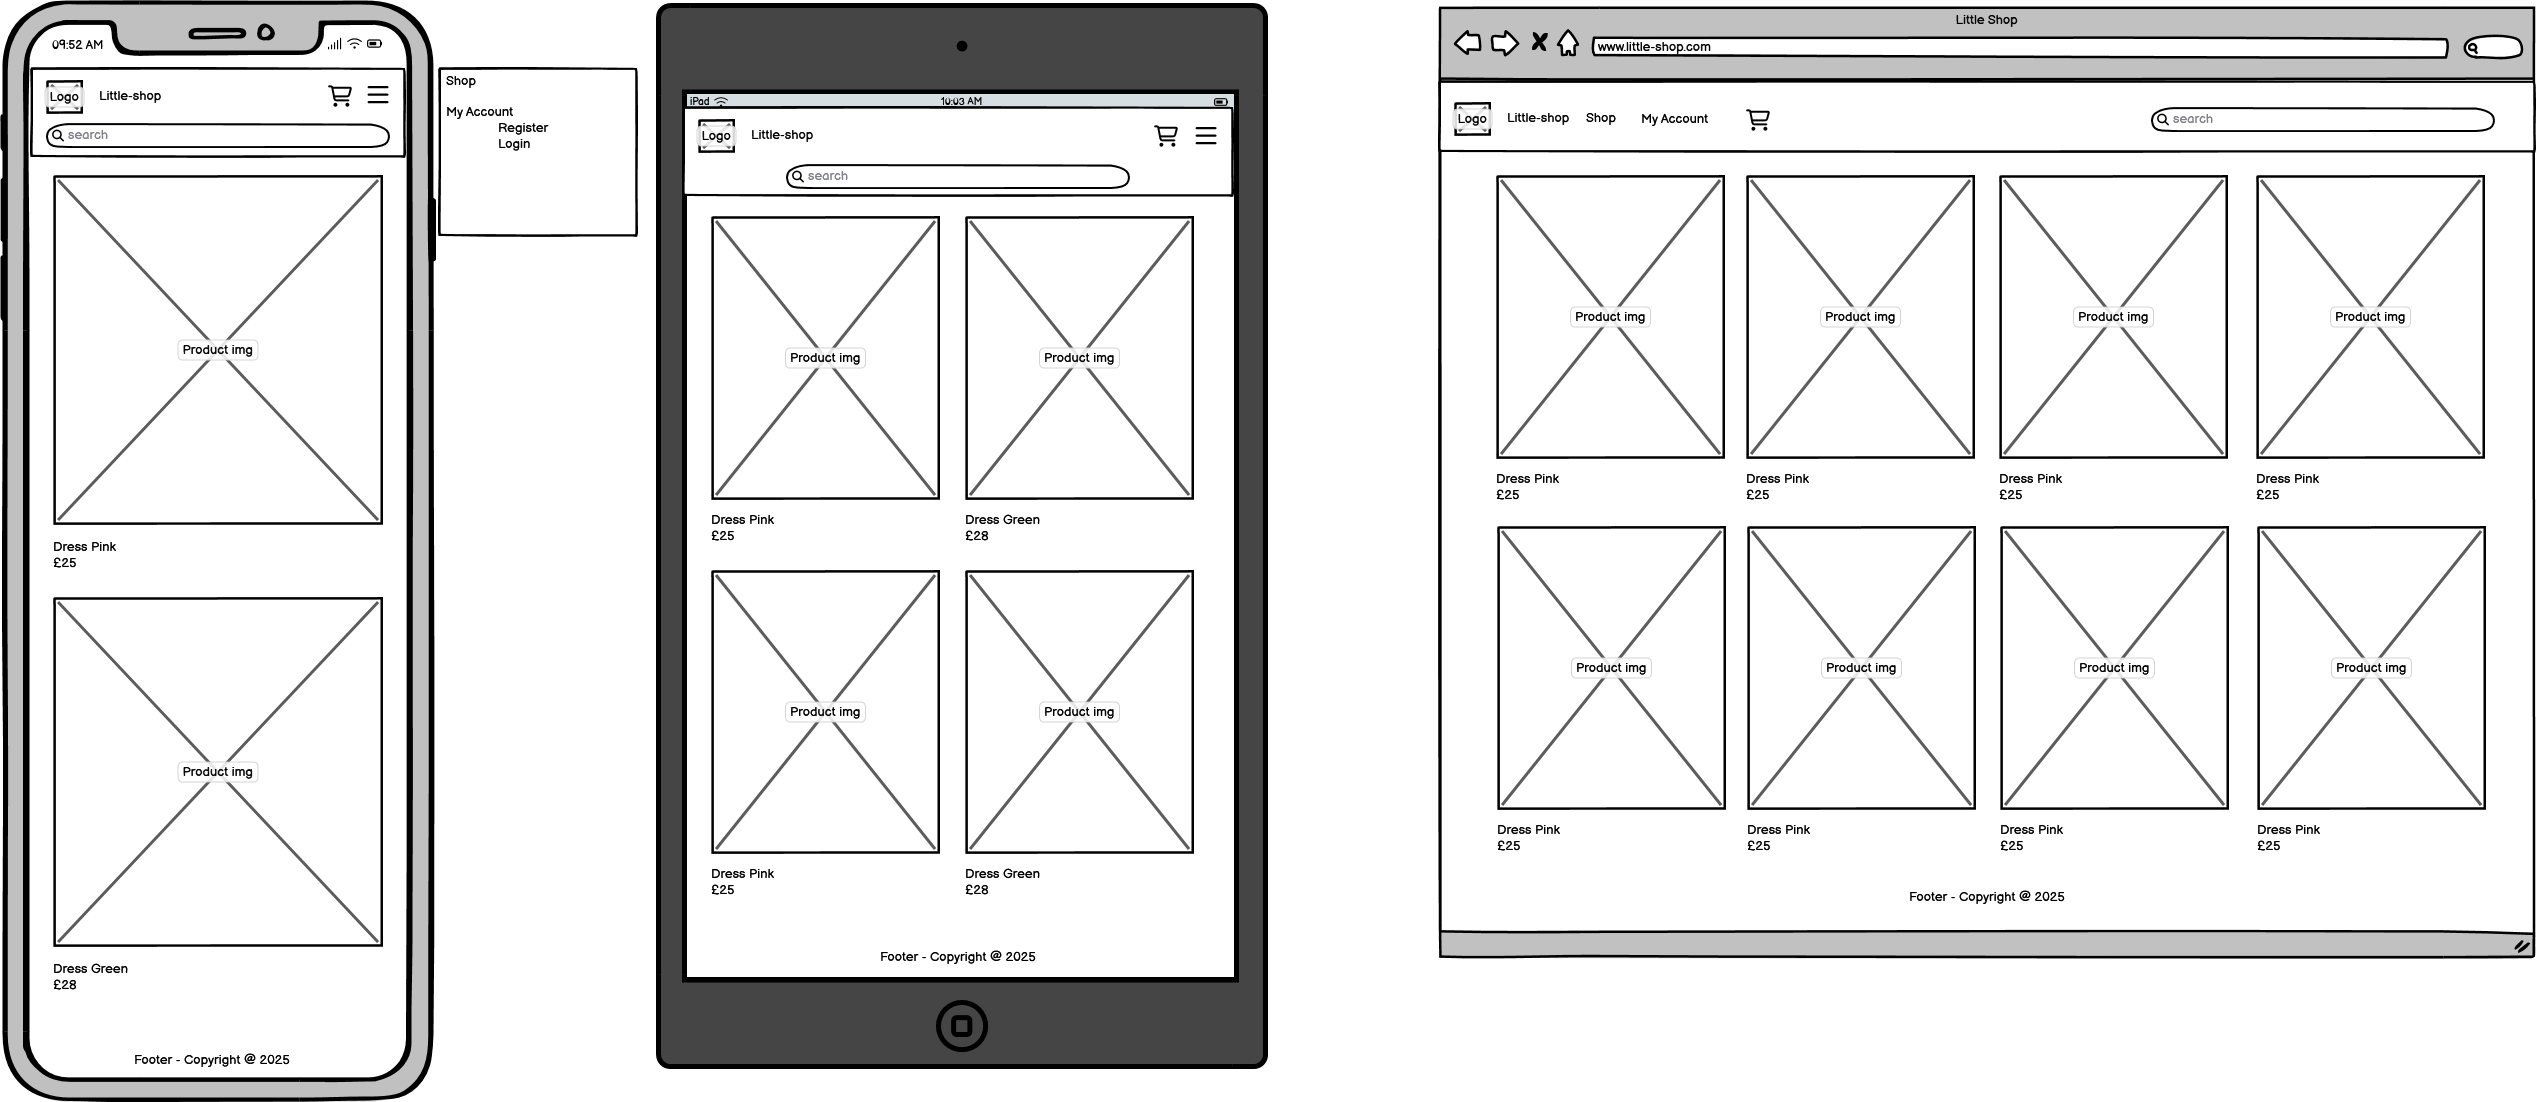 09:52 AM
Logo
Little-shop
search
Product img
Dress Pink
£25
Product img
Dress Green
£28
Footer - Copyright @ 2025
Shop
My Account
Register
Login
iPad
10:03 AM
Logo
Little-shop
search
Product img
Product img
Dress Pink
Dress Green
£25
£28
Product img
Product img
Dress Pink
Dress Green
£25
£28
Footer - Copyright @ 2025
Little Shop
www.little-shop.com
Logo
Little-shop
Shop
My Account
search
Product img
Product img
Product img
Product img
Dress Pink
Dress Pink
Dress Pink
Dress Pink
£25
£25
£25
£25
Product img
Product img
Product img
Product img
Dress Pink
Dress Pink
Dress Pink
Dress Pink
£25
£25
£25
£25
Footer - Copyright @ 2025